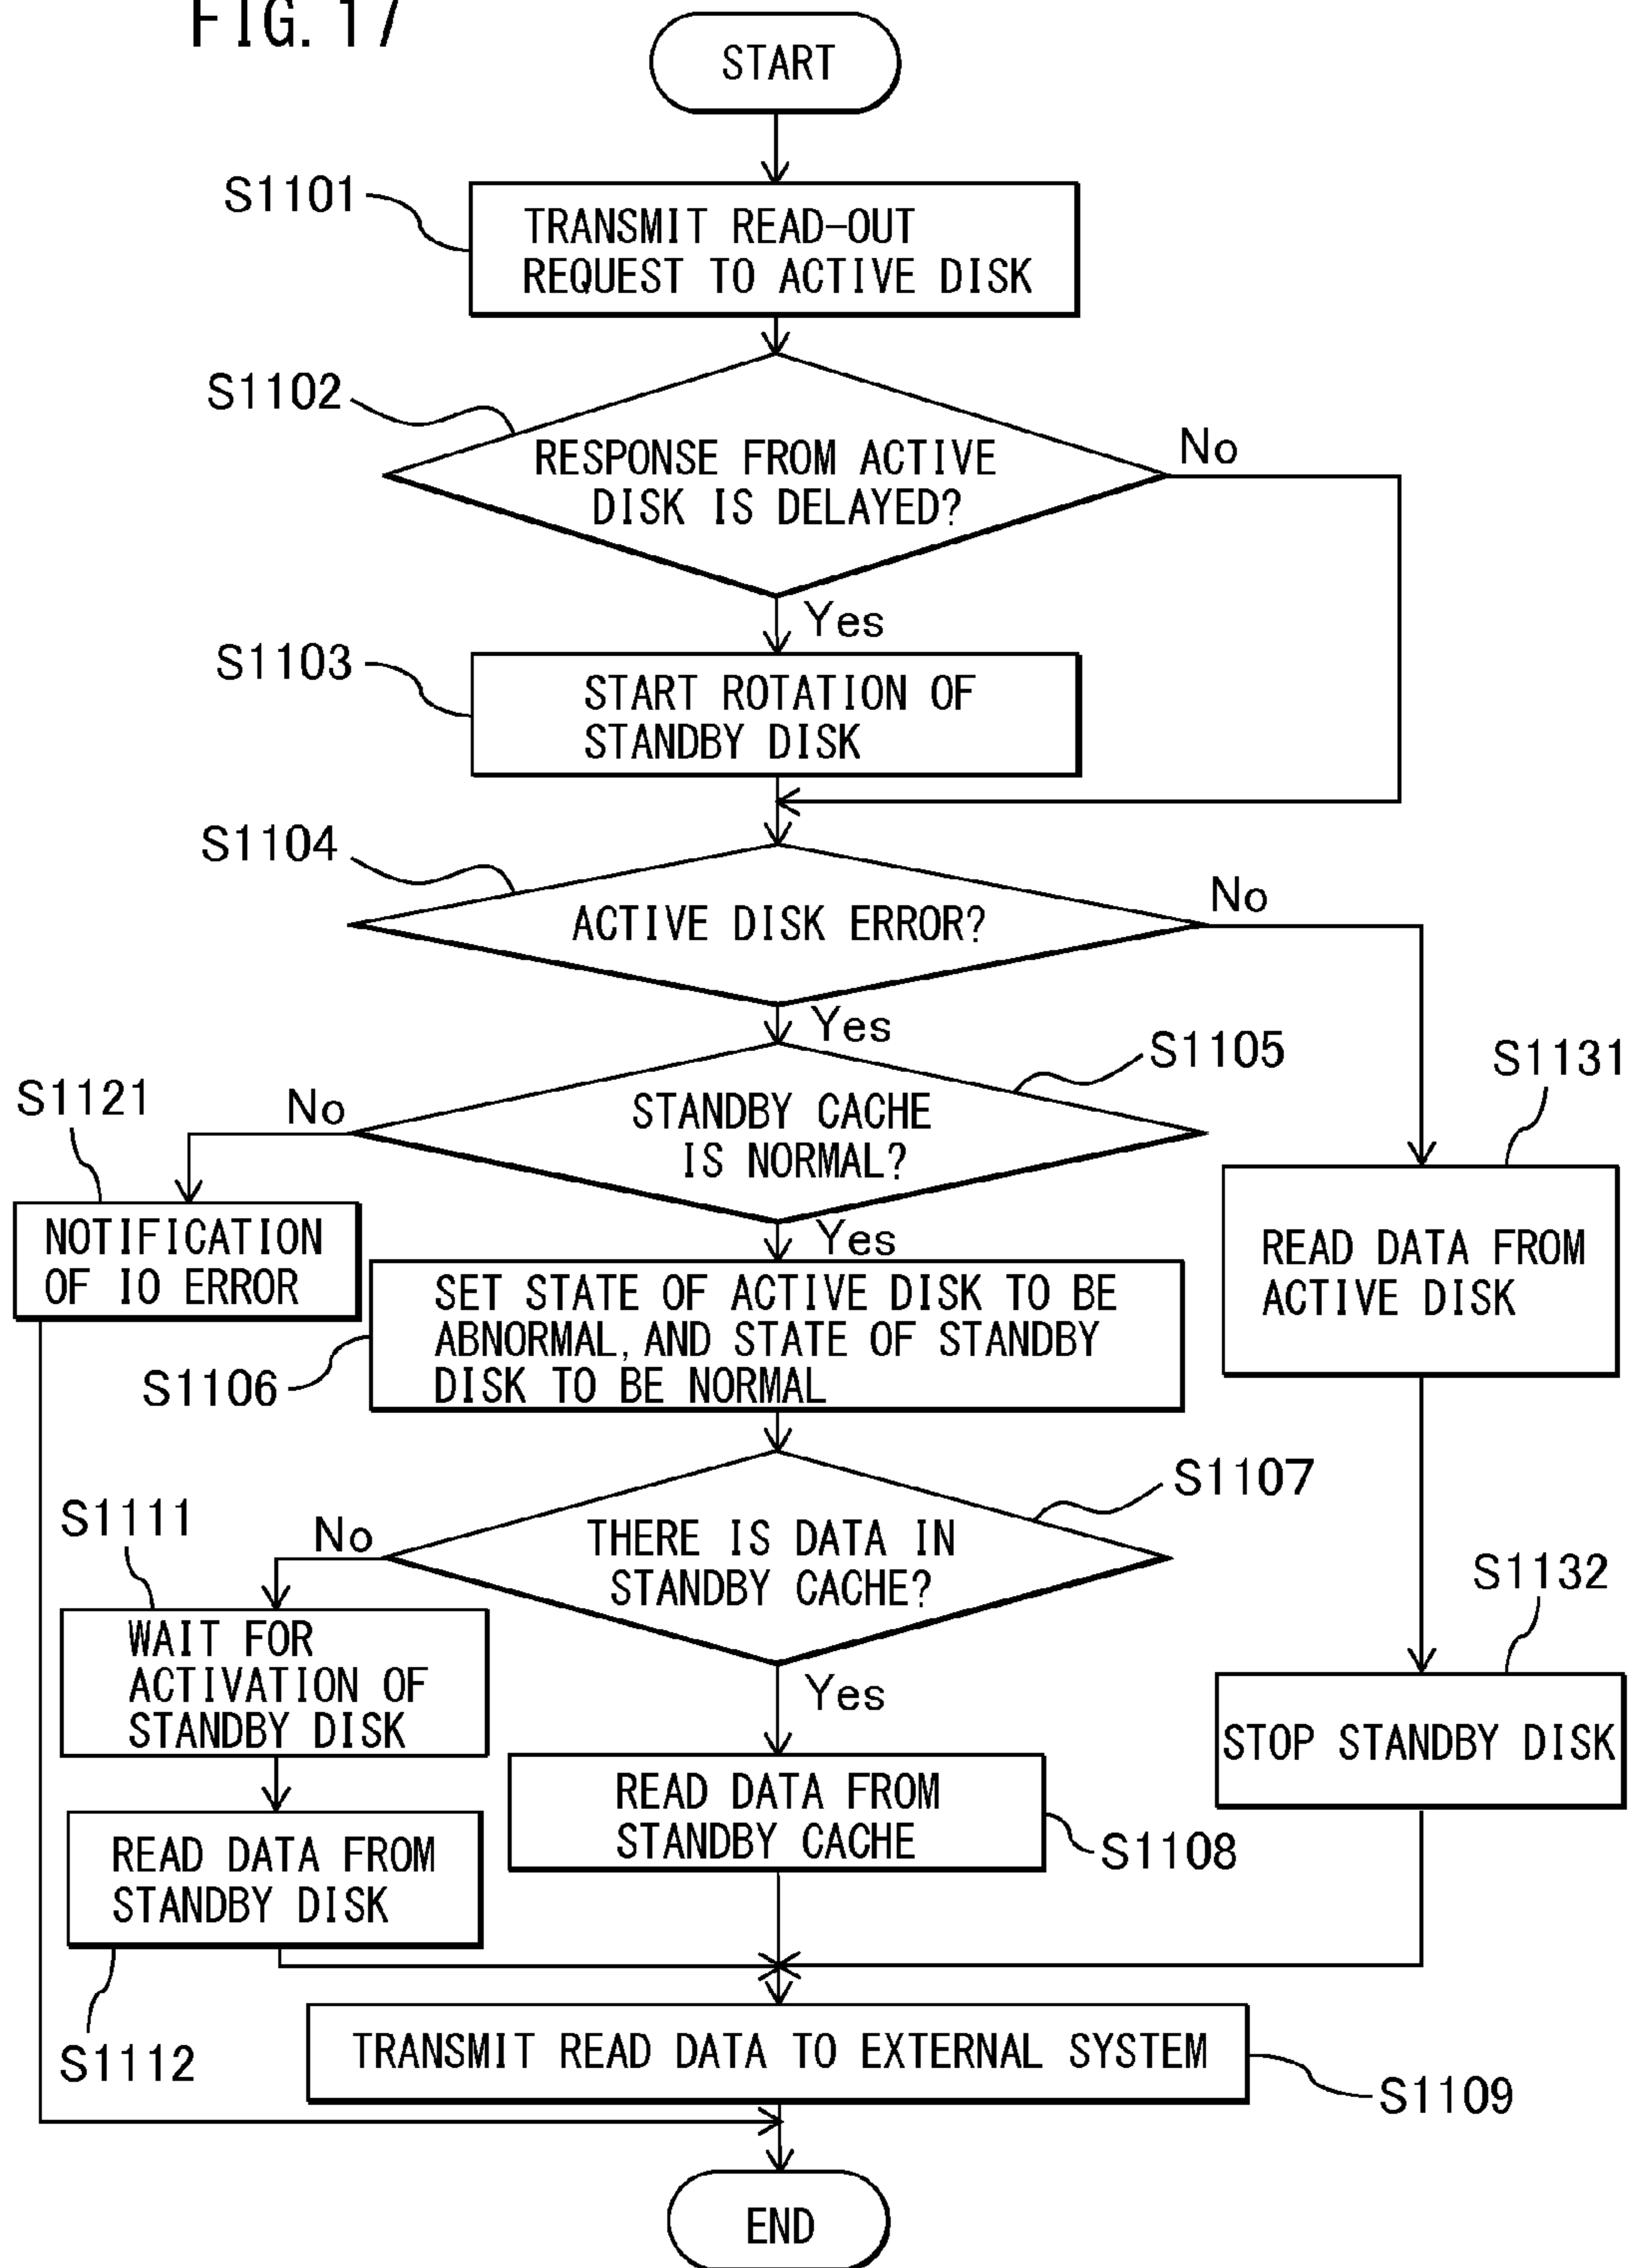 FIG. 17
START
S1101
TRANSMIT READ-OUT
REQUEST TO ACTIVE DISK
S1102
RESPONSE FROM ACTIVE
DISK IS DELAYED?
No
Yes
S1103
START ROTATION OF
STANDBY DISK
S1104
ACTIVE DISK ERROR?
No
Yes
S1105
S1131
S1121
No
STANDBY CACHE
IS NORMAL?
Yes
NOTIFICATION
OF IO ERROR
READ DATA FROM
ACTIVE DISK
SET STATE OF ACTIVE DISK TO BE
ABNORMAL, AND STATE OF STANDBY
DISK TO BE NORMAL
S1106
S1107
S1111
No
THERE IS DATA IN
STANDBY CACHE?
S1132
WAIT FOR
ACTIVATION OF
STANDBY DISK
Yes
STOP STANDBY DISK
READ DATA FROM
STANDBY CACHE
S1108
READ DATA FROM
STANDBY DISK
S1112
TRANSMIT READ DATA TO EXTERNAL SYSTEM
S1109
END